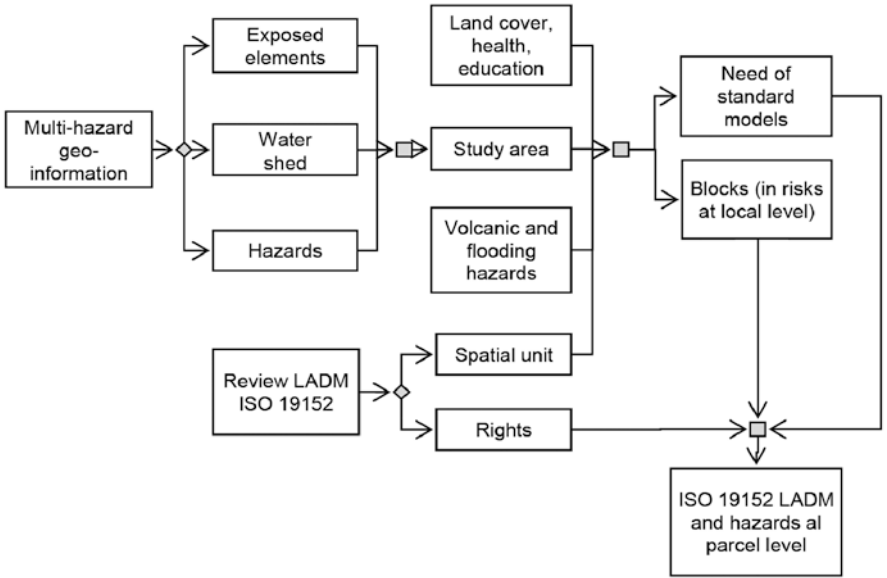 Multi-hazard
geo-
information
Exposed
elements
Water
shed
Hazards
Land cover,
health,
education
Study area
Volcanic and
flooding
hazards
Need of
standard
models
Blocks (in risks
at local level)
Review LADM
ISO 19152
Spatial unit
Rights
ISO 19152 LADM
and hazards al
parcel level